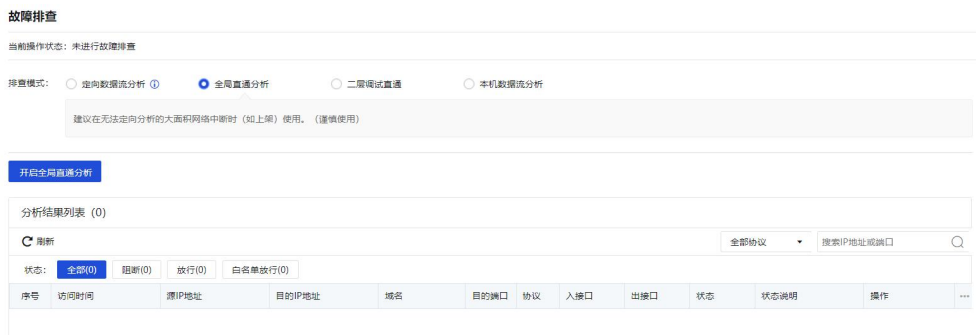 故障排查
当前操作状态：未进行故障排查
排查模式： 定向数据流分析 全局直通分析 二层调试直通 本机数据流分析
建议在无法定向分析的大面积网络中断时（如上架）使用。（谨慎使用）
开启全局直通分析
分析结果列表（0）
刷新 全部协议 搜索IP地址或端口
状态： 全部(0) 阻断(0) 放行(0) 白名单放行(0)
序号 访问时间 源IP地址 目的IP地址 域名 目的端口 协议 入接口 出接口 状态 状态说明 操作